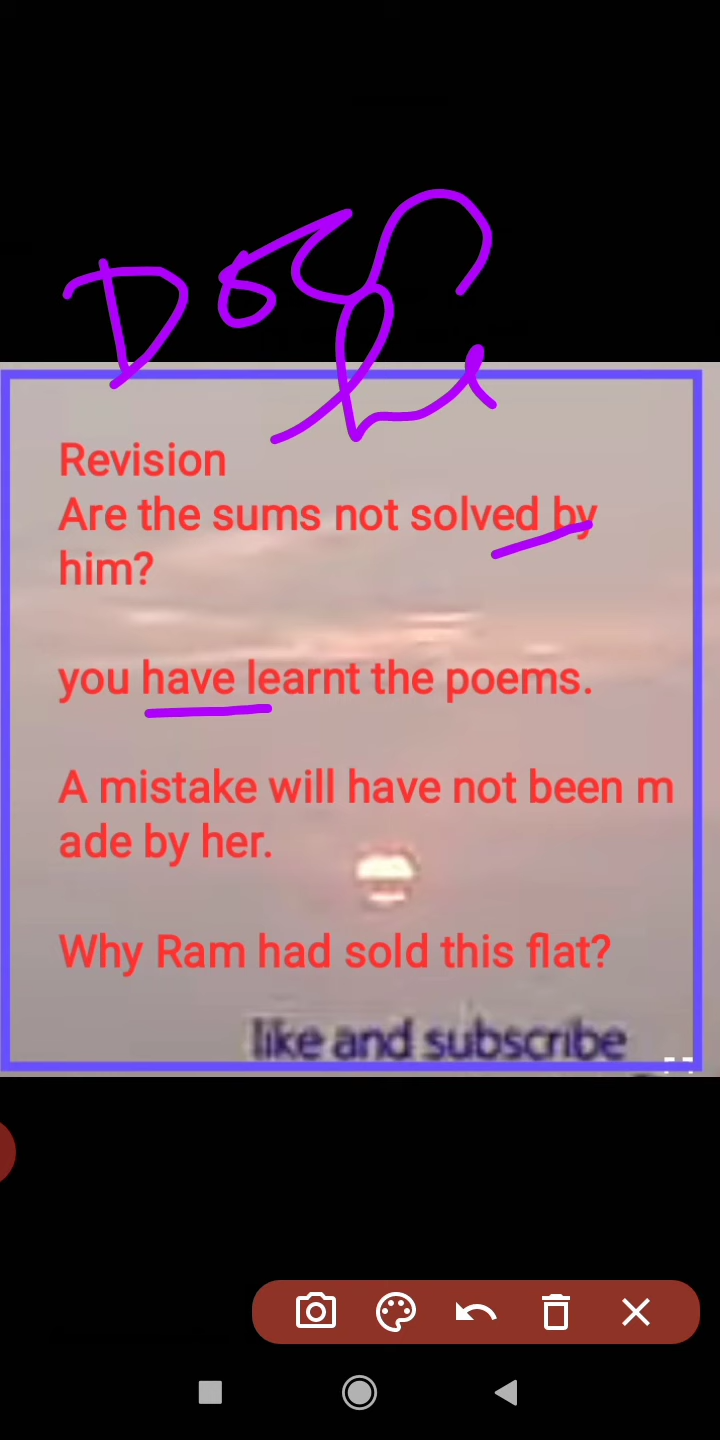 Revision
Are the sums not solved by
him?
you have learnt the poems.
A mistake will have not been m
ade by her.
Why Ram had sold this flat?
like and subscribe